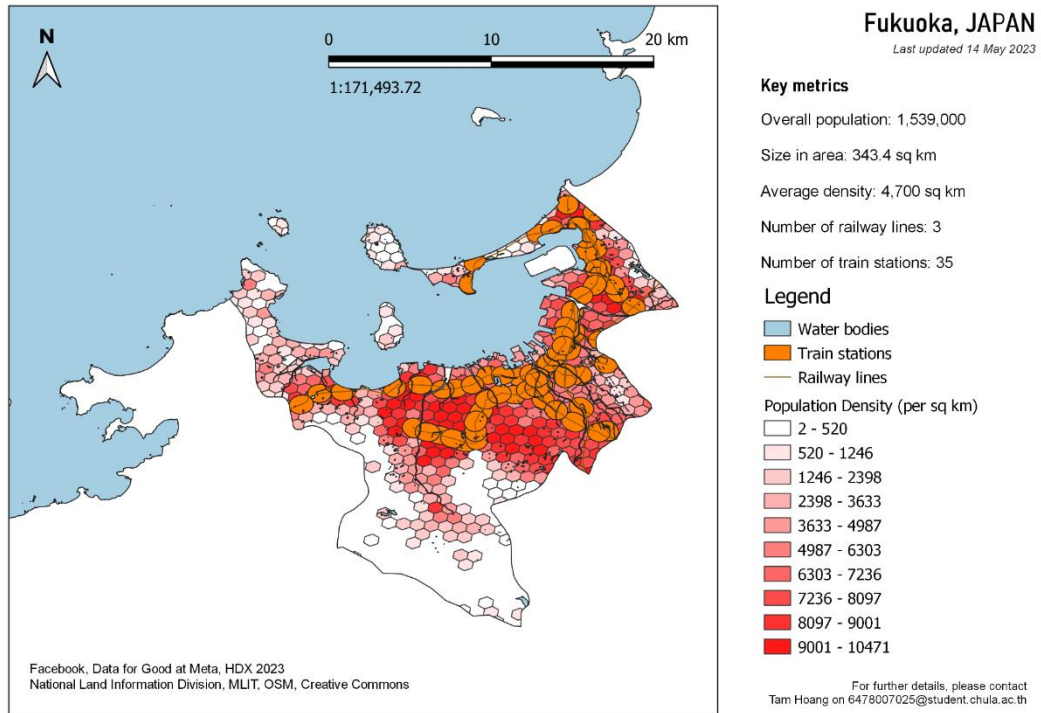 N
0 10 20 km
1:171,493.72
Fukuoka, JAPAN
Last updated 14 May 2023
Key metrics
Overall population: 1,539,000
Size in area: 343.4 sq km
Average density: 4,700 sq km
Number of railway lines: 3
Number of train stations: 35
Legend
Water bodies
Train stations
Railway lines
Population Density (per sq km)
2 - 520
520 - 1246
1246 - 2398
2398 - 3633
3633 - 4987
4987 - 6303
6303 - 7236
7236 - 8097
8097 - 9001
9001 - 10471
Facebook, Data for Good at Meta, HDX 2023
National Land Information Division, MLIT, OSM, Creative Commons
For further details, please contact
Tam Hoang on 6478007025@student.chula.ac.th